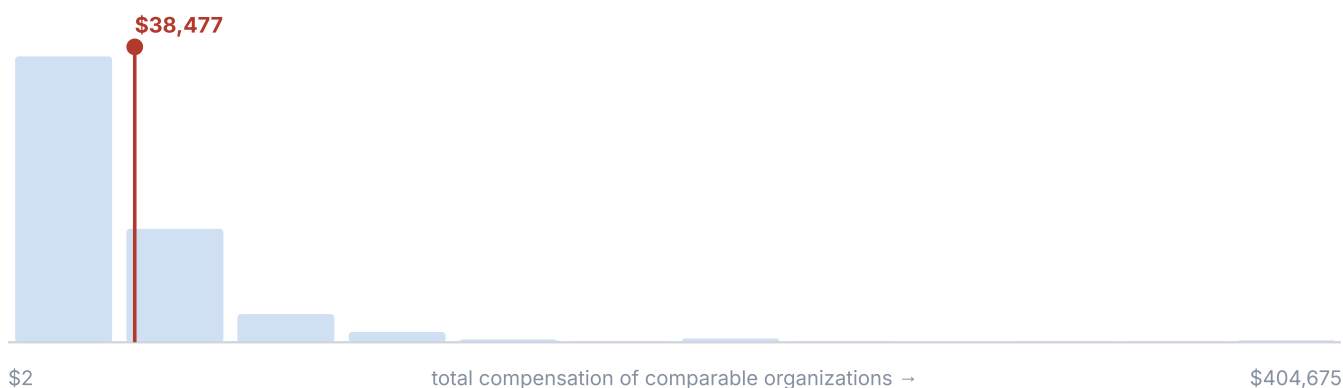 $38,477
$2 total compensation of comparable organizations → $404,675